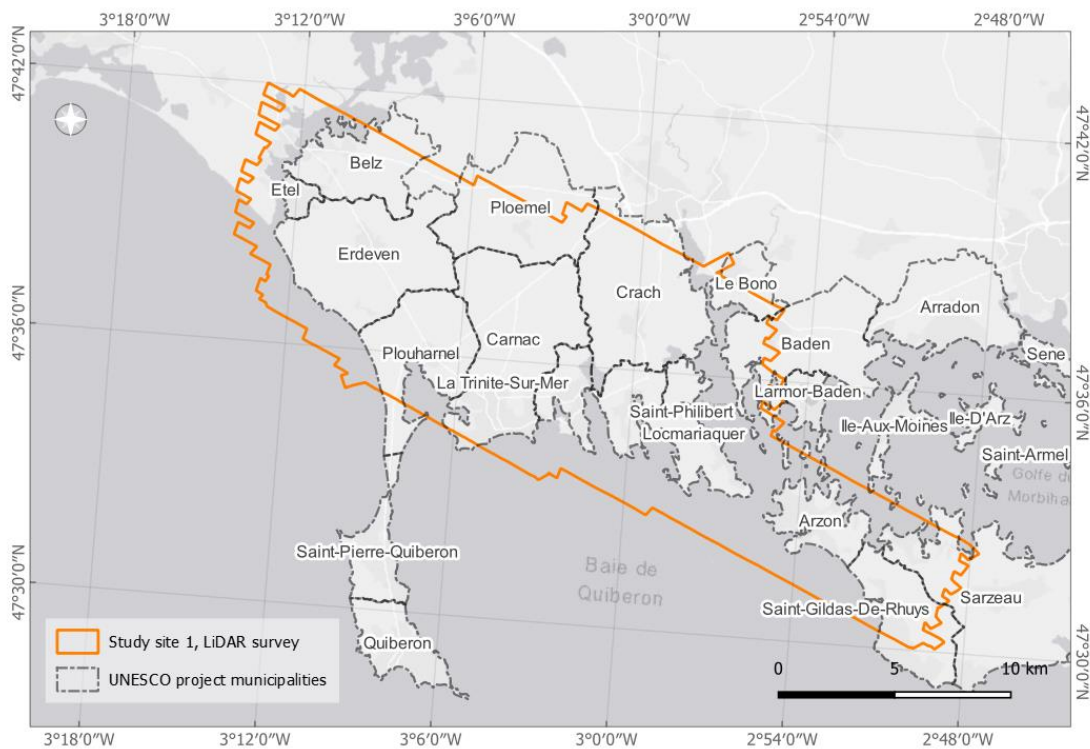 3°18'0"W 3°12'0"W 3°6'0"W 3°0'0"W 2°54'0"W 2°48'0"W
47°42'0"N
47°42'0"N
Belz
Etel
Ploemel
Erdeven
Le Bono
Crach
Arradon
47°36'0"N
Carnac
Baden
Plouharnel
Sene
La Trinite-Sur-Mer
Larmor-Baden
47°36'0"N
Saint-Philibert
Ile-Aux-Moines
Ile-D'Arz
Locmariaquer
Saint-Armel
Golfe du
Morbiha
Arzon
Saint-Pierre-Quiberon
Baie de
Quiberon
47°30'0"N
Sarzeau
Saint-Gildas-De-Rhuys
Quiberon
47°30'0"N
Study site 1, LiDAR survey
UNESCO project municipalities
0 5 10 km
3°18'0"W 3°12'0"W 3°6'0"W 3°0'0"W 2°54'0"W 2°48'0"W